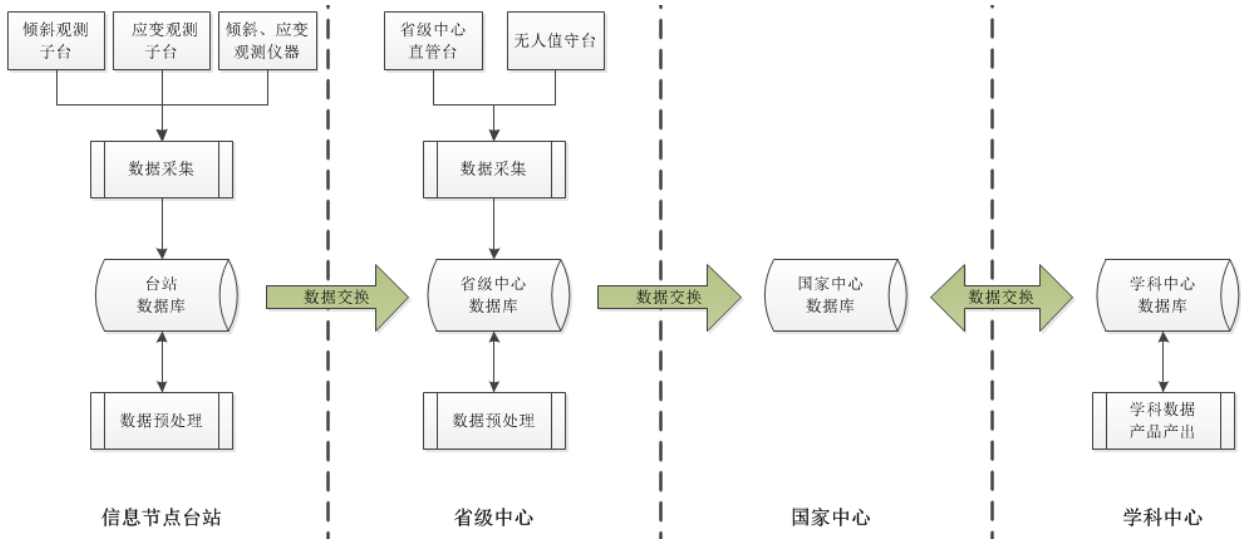 倾斜观测
子台
应变观测
子台
倾斜、应变
观测仪器
省级中心
直管台
无人值守台
数据采集
数据采集
台站
数据库
数据交换
省级中心
数据库
数据交换
国家中心
数据库
数据交换
学科中心
数据库
数据预处理
数据预处理
学科数据
产品产出
信息节点台站
省级中心
国家中心
学科中心